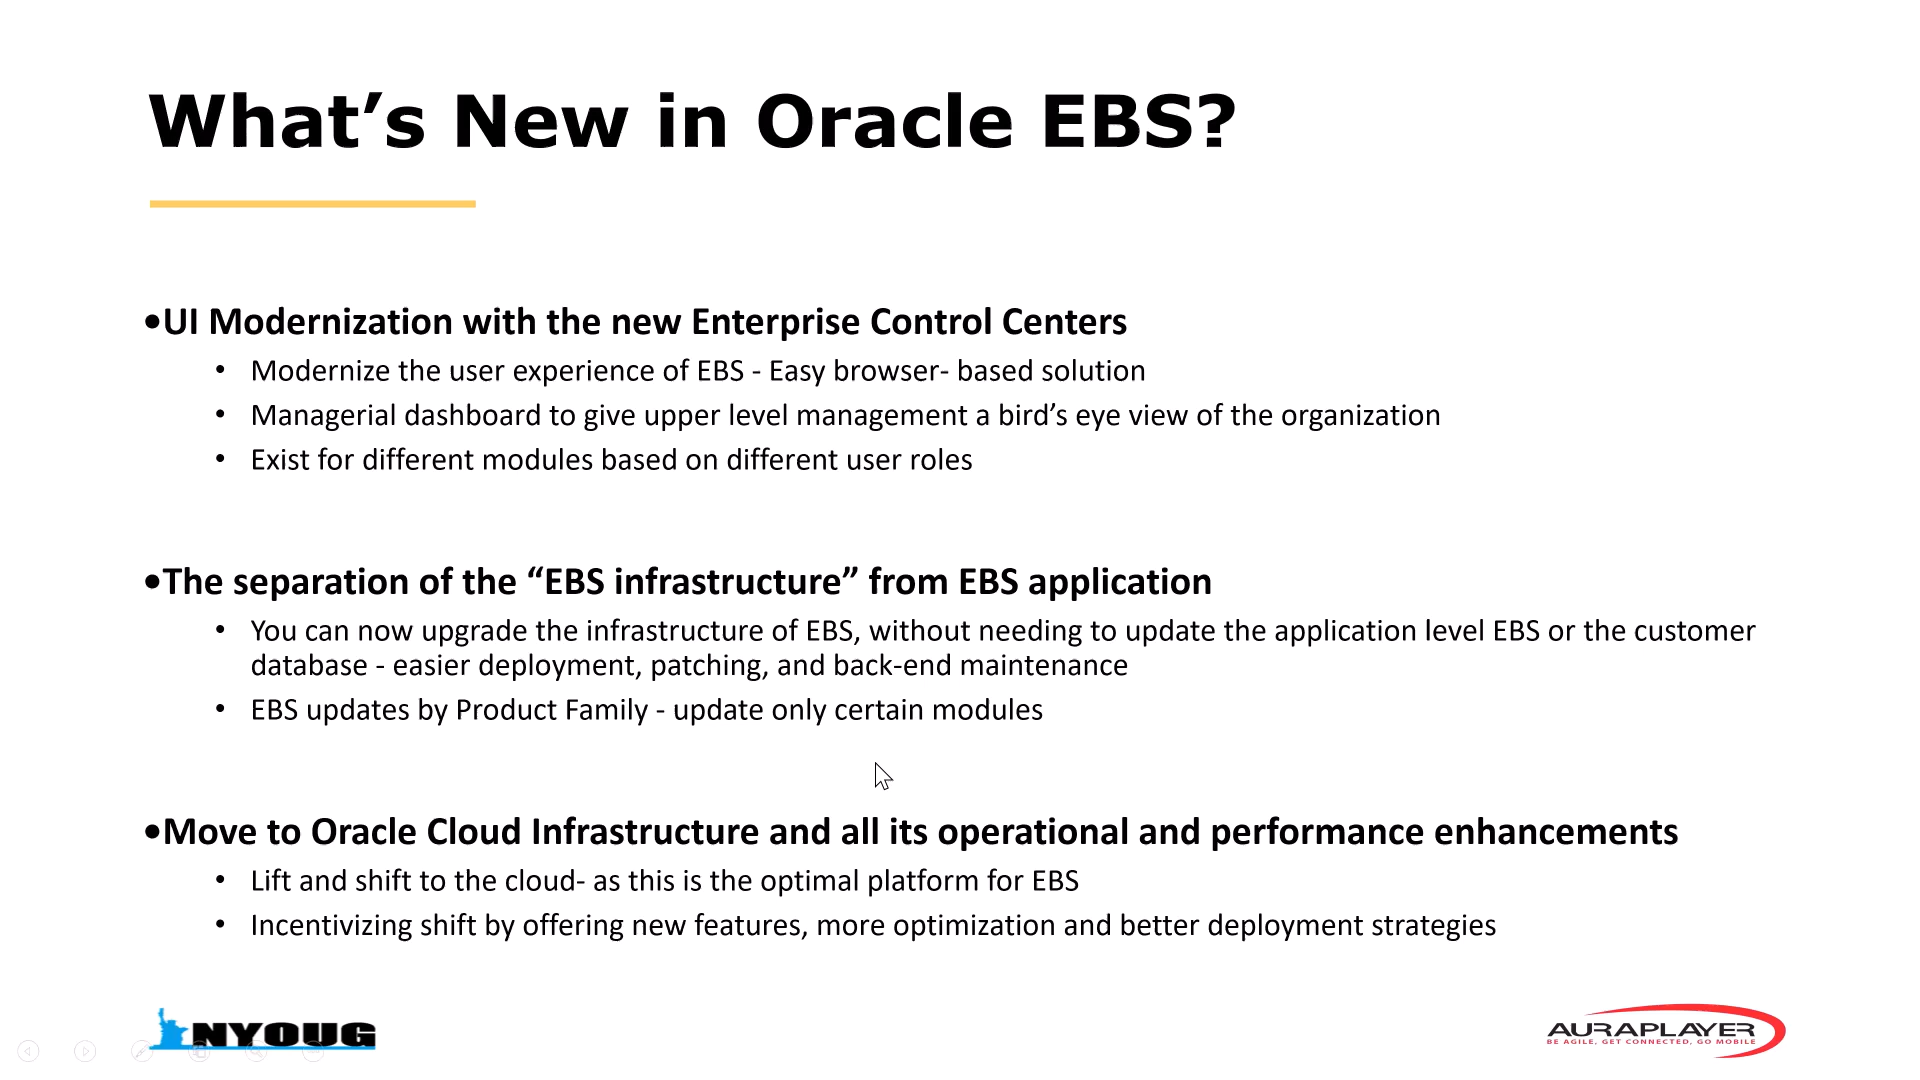 What’s New in Oracle EBS?
•UI Modernization with the new Enterprise Control Centers
• Modernize the user experience of EBS - Easy browser- based solution
• Managerial dashboard to give upper level management a bird’s eye view of the organization
• Exist for different modules based on different user roles
•The separation of the “EBS infrastructure” from EBS application
• You can now upgrade the infrastructure of EBS, without needing to update the application level EBS or the customer
database - easier deployment, patching, and back-end maintenance
• EBS updates by Product Family - update only certain modules
•Move to Oracle Cloud Infrastructure and all its operational and performance enhancements
• Lift and shift to the cloud- as this is the optimal platform for EBS
• Incentivizing shift by offering new features, more optimization and better deployment strategies
NYOUG
AURAPLAYER
BE AGILE, GET CONNECTED, GO MOBILE